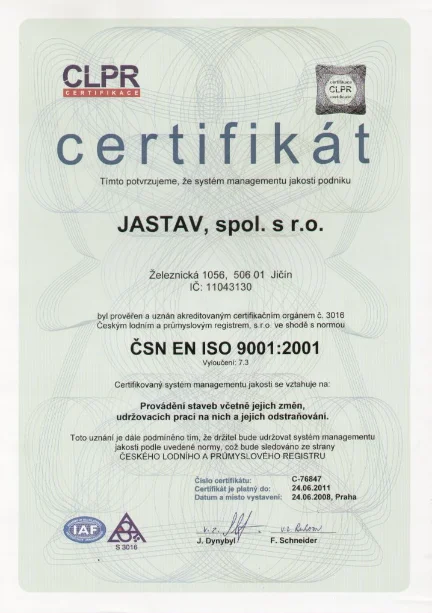 CLPR
CERTIFIKACE
certifikace
CLPR
certifikát
Tímto potvrzujeme, že systém managementu jakosti podniku
JASTAV, spol. s r.o.
Železnická 1056, 506 01 Jičín
IČ: 11043130
byl prověřen a uznán akreditovaným certifikačním orgánem č. 3016
Českým lodním a průmyslovým registrem, s.r.o. ve shodě s normou
ČSN EN ISO 9001:2001
Vyloučení: 7.3
Certifikovaný systém managementu jakosti se vztahuje na:
Provádění staveb včetně jejich změn,
udržovacích prací na nich a jejich odstraňování.
Toto uznání je dále podmíněno tím, že držitel bude udržovat systém managementu
jakosti podle uvedené normy, což bude sledováno ze strany
ČESKÉHO LODNÍHO A PRŮMYSLOVÉHO REGISTRU
Číslo certifikátu: C-76847
Certifikát je platný do: 24.06.2011
Datum a místo vystavení: 24.06.2008, Praha
IAF
S 3016
J. Dynybyl F. Schneider